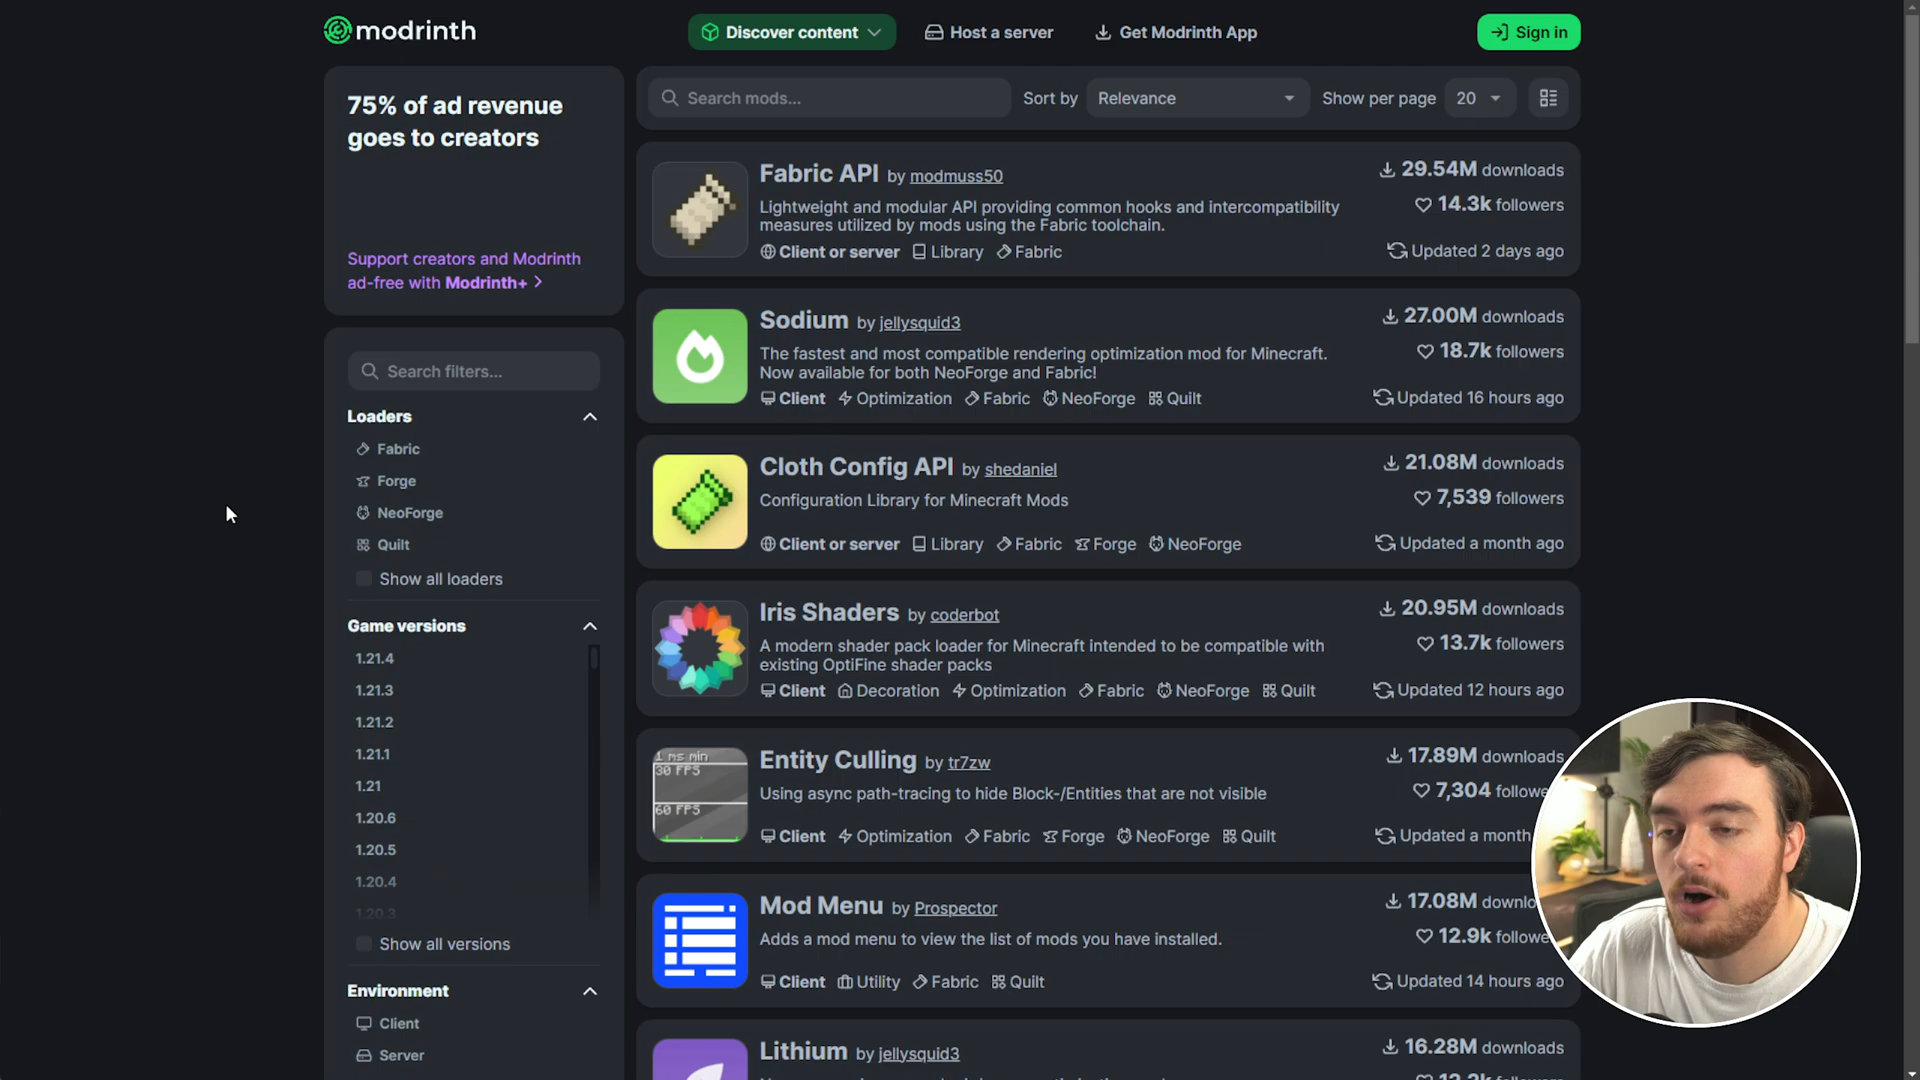 modrinth
Discover content
Host a server
Get Modrinth App
Sign in
75% of ad revenue
goes to creators
Support creators and Modrinth
ad-free with Modrinth+
Search filters...
Loaders
Fabric
Forge
NeoForge
Quilt
Show all loaders
Game versions
1.21.4
1.21.3
1.21.2
1.21.1
1.21
1.20.6
1.20.5
1.20.4
1.20.3
Show all versions
Environment
Client
Server
Search mods...
Sort by
Relevance
Show per page
20
Fabric API by modmuss50
Lightweight and modular API providing common hooks and intercompatibility
measures utilized by mods using the Fabric toolchain.
Client or server Library Fabric
29.54M downloads
14.3k followers
Updated 2 days ago
Sodium by jellysquid3
The fastest and most compatible rendering optimization mod for Minecraft.
Now available for both NeoForge and Fabric!
Client Optimization Fabric NeoForge Quilt
27.00M downloads
18.7k followers
Updated 16 hours ago
Cloth Config API by shedaniel
Configuration Library for Minecraft Mods
Client or server Library Fabric Forge NeoForge
21.08M downloads
7,539 followers
Updated a month ago
Iris Shaders by coderbot
A modern shader pack loader for Minecraft intended to be compatible with
existing OptiFine shader packs
Client Decoration Optimization Fabric NeoForge Quilt
20.95M downloads
13.7k followers
Updated 12 hours ago
1 ms min
30 FPS
60 FPS
Entity Culling by tr7zw
Using async path-tracing to hide Block-/Entities that are not visible
Client Optimization Fabric Forge NeoForge Quilt
17.89M downloads
7,304 followe
Updated a month
Mod Menu by Prospector
Adds a mod menu to view the list of mods you have installed.
Client Utility Fabric Quilt
17.08M downlo
12.9k followe
Updated 14 hours ago
Lithium by jellysquid3
16.28M downloads